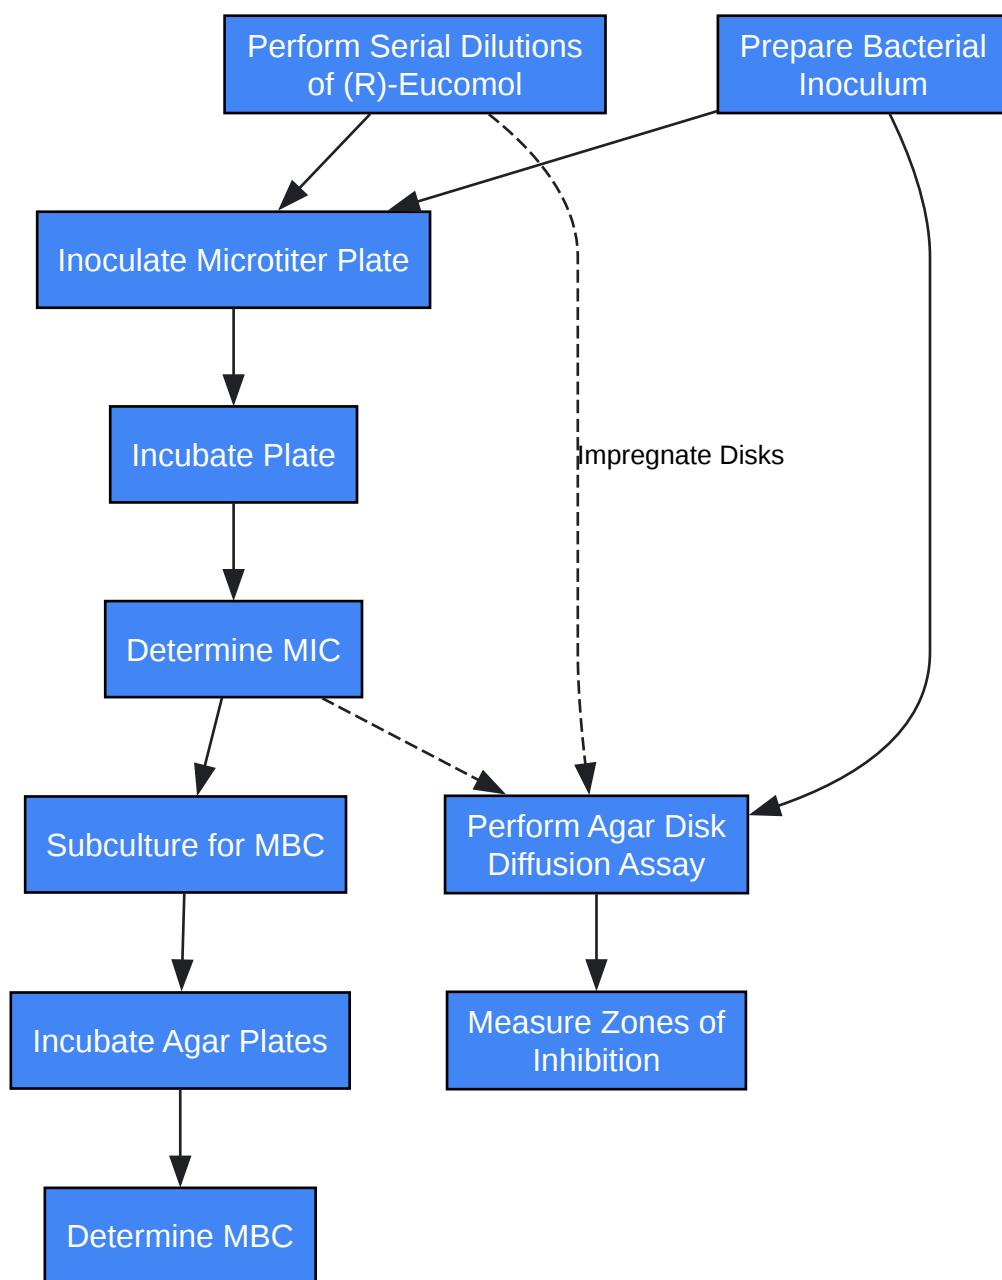 Perform Serial Dilutions
of (R)-Eucomol
Prepare Bacterial
Inoculum
Inoculate Microtiter Plate
Incubate Plate
Impregnate Disks
Determine MIC
Subculture for MBC
Perform Agar Disk
Diffusion Assay
Incubate Agar Plates
Measure Zones of
Inhibition
Determine MBC